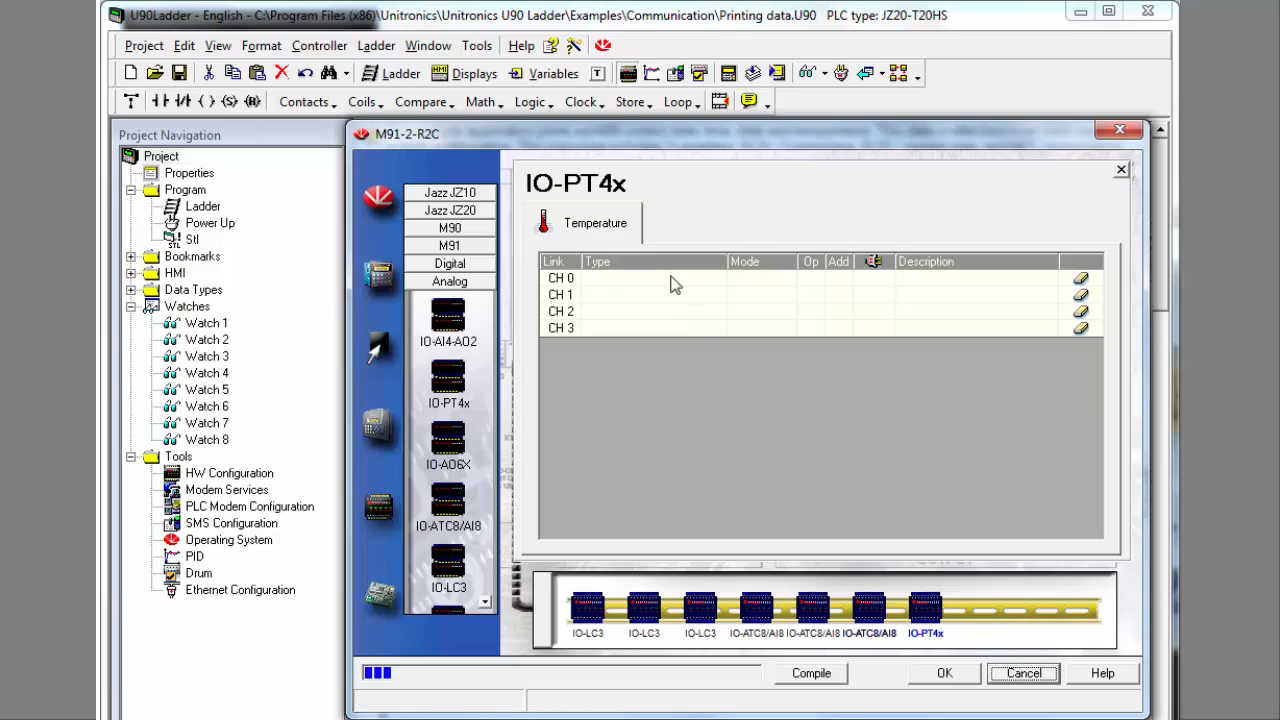 U90Ladder - English - C:\Program Files (x86)\Unitronics\Unitronics U90 Ladder\Examples\Communication\Printing data.U90 PLC type: JZ20-T20HS
Project Edit View Format Controller Ladder Window Tools Help
Ladder Displays Variables
Contacts Coils Compare Math Logic Clock Store Loop
Project Navigation
Project
Properties
Program
Ladder
Power Up
Stl
Bookmarks
HMI
Data Types
Watches
Watch 1
Watch 2
Watch 3
Watch 4
Watch 5
Watch 6
Watch 7
Watch 8
Tools
HW Configuration
Modem Services
PLC Modem Configuration
SMS Configuration
Operating System
PID
Drum
Ethernet Configuration
M91-2-R2C
Jazz JZ10
Jazz JZ20
M90
M91
Digital
Analog
IO-AI4-AO2
IO-PT4x
IO-AO6X
IO-ATC8/AI8
IO-LC3
IO-PT4x
Temperature
Link Type Mode Op Add Description
CH 0
CH 1
CH 2
CH 3
IO-LC3 IO-LC3 IO-LC3 IO-ATC8/AI8 IO-ATC8/AI8 IO-ATC8/AI8 IO-PT4x
Compile OK Cancel Help